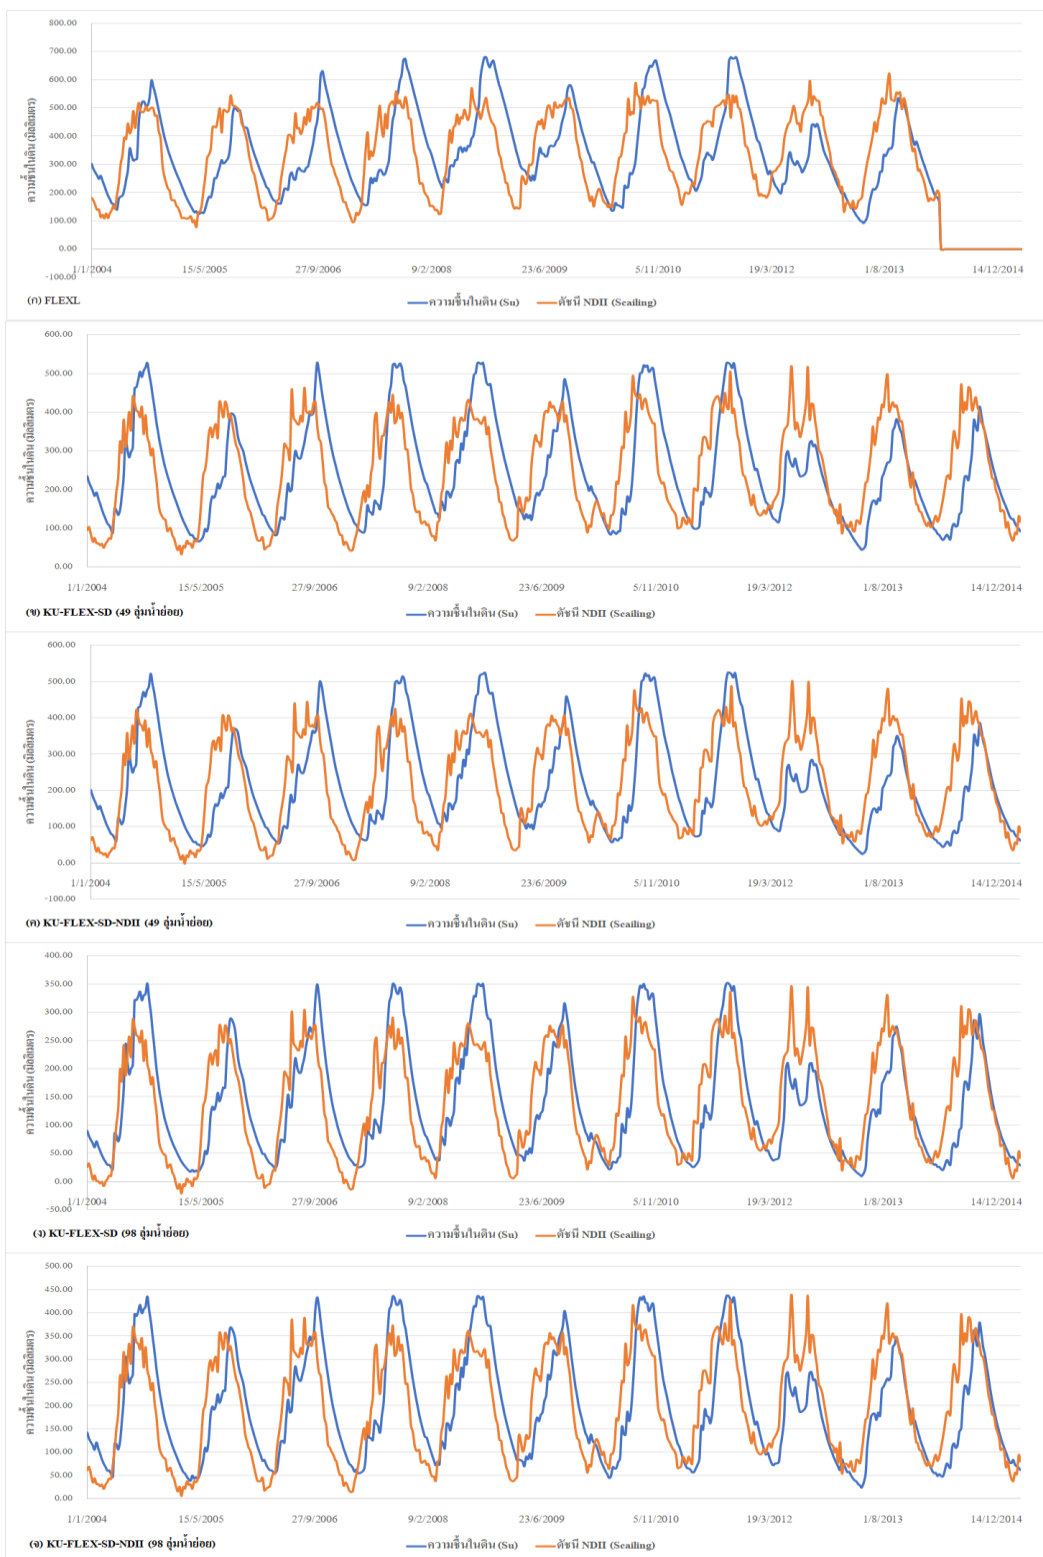 800.00
700.00
600.00
500.00
400.00
300.00
200.00
100.00
0.00
-100.00
ความชื้นในดิน (มิลลิเมตร)
1/1/2004 15/5/2005 27/9/2006 9/2/2008 23/6/2009 5/11/2010 19/3/2012 1/8/2013 14/12/2014
(ก) FLEXL
ความชื้นในดิน (Su) ดัชนี NDII (Scailing)
600.00
500.00
400.00
300.00
200.00
100.00
0.00
ความชื้นในดิน (มิลลิเมตร)
1/1/2004 15/5/2005 27/9/2006 9/2/2008 23/6/2009 5/11/2010 19/3/2012 1/8/2013 14/12/2014
(ข) KU-FLEX-SD (49 ลุ่มน้ำย่อย)
ความชื้นในดิน (Su) ดัชนี NDII (Scailing)
600.00
500.00
400.00
300.00
200.00
100.00
0.00
-100.00
ความชื้นในดิน (มิลลิเมตร)
1/1/2004 15/5/2005 27/9/2006 9/2/2008 23/6/2009 5/11/2010 19/3/2012 1/8/2013 14/12/2014
(ค) KU-FLEX-SD-NDII (49 ลุ่มน้ำย่อย)
ความชื้นในดิน (Su) ดัชนี NDII (Scailing)
400.00
350.00
300.00
250.00
200.00
150.00
100.00
50.00
0.00
-50.00
ความชื้นในดิน (มิลลิเมตร)
1/1/2004 15/5/2005 27/9/2006 9/2/2008 23/6/2009 5/11/2010 19/3/2012 1/8/2013 14/12/2014
(ง) KU-FLEX-SD (98 ลุ่มน้ำย่อย)
ความชื้นในดิน (Su) ดัชนี NDII (Scailing)
500.00
450.00
400.00
350.00
300.00
250.00
200.00
150.00
100.00
50.00
0.00
ความชื้นในดิน (มิลลิเมตร)
1/1/2004 15/5/2005 27/9/2006 9/2/2008 23/6/2009 5/11/2010 19/3/2012 1/8/2013 14/12/2014
(จ) KU-FLEX-SD-NDII (98 ลุ่มน้ำย่อย)
ความชื้นในดิน (Su) ดัชนี NDII (Scailing)